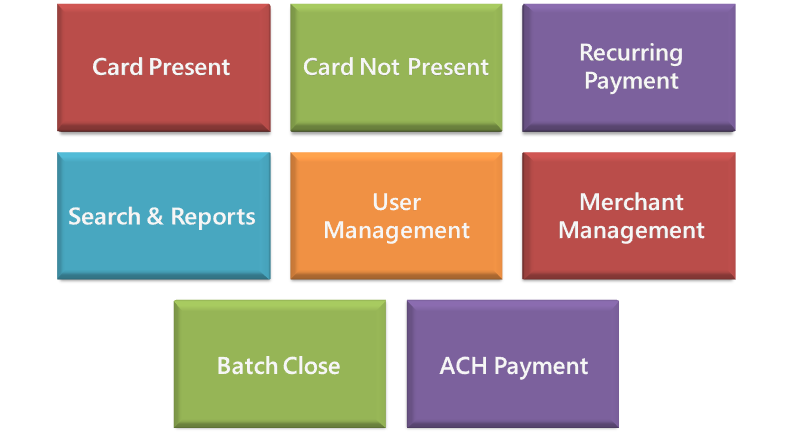 Card Present
Card Not Present
Recurring
Payment
Search & Reports
User
Management
Merchant
Management
Batch Close
ACH Payment